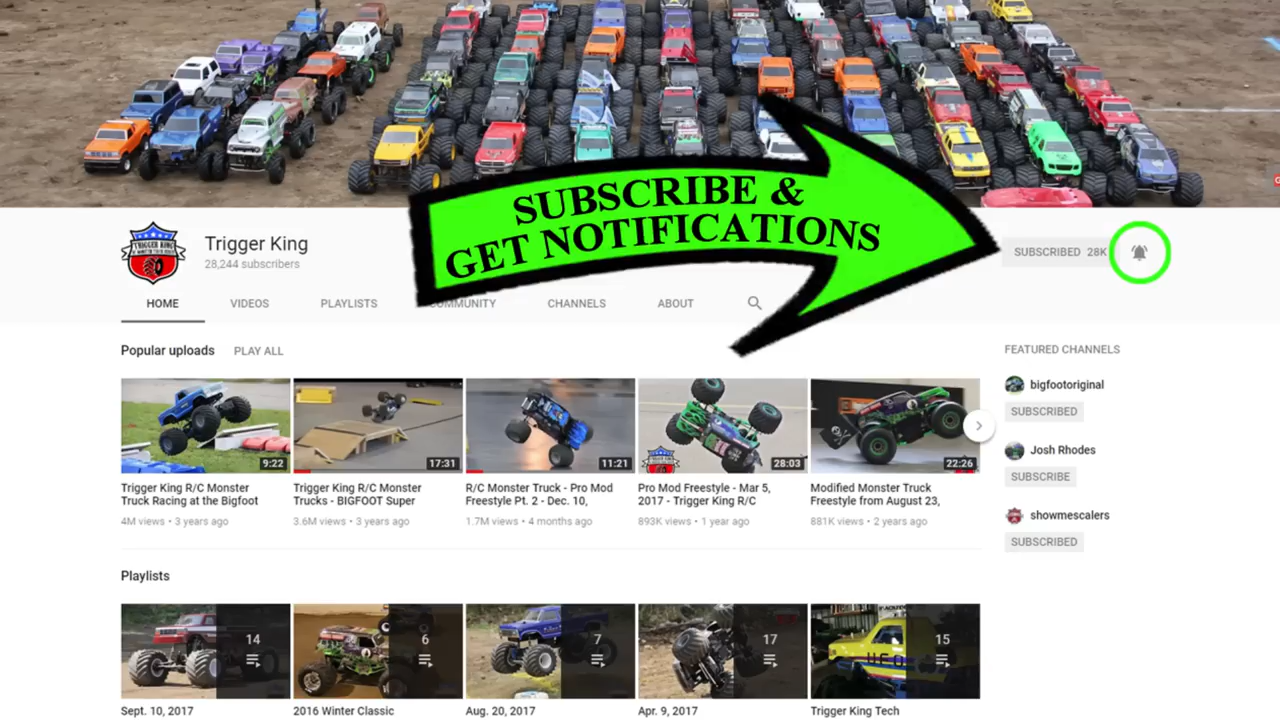 SUBSCRIBE &
GET NOTIFICATIONS
TRIGGER KING
Trigger King
28,244 subscribers
SUBSCRIBED 28K
HOME VIDEOS PLAYLISTS COMMUNITY CHANNELS ABOUT
Popular uploads PLAY ALL
FEATURED CHANNELS
bigfootoriginal
SUBSCRIBED
Josh Rhodes
SUBSCRIBE
showmescalers
SUBSCRIBED
9:22 17:31 11:21 28:03 22:26
Trigger King R/C Monster
Truck Racing at the Bigfoot
4M views • 3 years ago
Trigger King R/C Monster
Trucks - BIGFOOT Super
3.6M views • 3 years ago
R/C Monster Truck - Pro Mod
Freestyle Pt. 2 - Dec. 10,
1.7M views • 4 months ago
Pro Mod Freestyle - Mar 5,
2017 - Trigger King R/C
893K views • 1 year ago
Modified Monster Truck
Freestyle from August 23,
881K views • 2 years ago
Playlists
14 6 7 17 15
UFO
Sept. 10, 2017 2016 Winter Classic Aug. 20, 2017 Apr. 9, 2017 Trigger King Tech